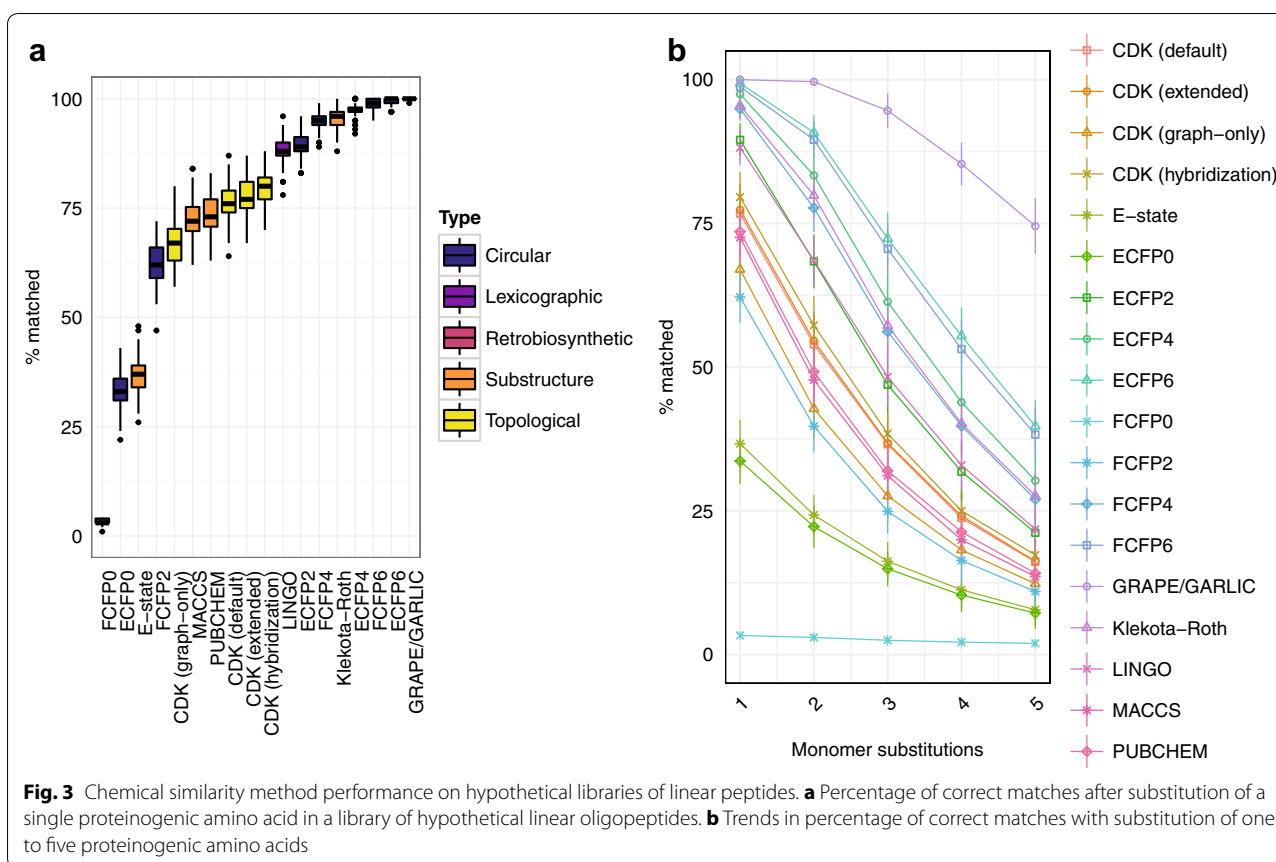 a
100
75
50
25
0
% matched
FCFP0
ECFP0
E-state
FCFP2
CDK (graph-only)
MACCS
PUBCHEM
CDK (default)
CDK (extended)
CDK (hybridization)
LINGO
ECFP2
FCFP4
Klekota-Roth
ECFP4
FCFP6
ECFP6
GRAPE/GARLIC
Type
Circular
Lexicographic
Retrobiosynthetic
Substructure
Topological
b
100
75
50
25
0
% matched
1
2
3
4
5
Monomer substitutions
CDK (default)
CDK (extended)
CDK (graph-only)
CDK (hybridization)
E-state
ECFP0
ECFP2
ECFP4
ECFP6
FCFP0
FCFP2
FCFP4
FCFP6
GRAPE/GARLIC
Klekota-Roth
LINGO
MACCS
PUBCHEM
Fig. 3 Chemical similarity method performance on hypothetical libraries of linear peptides. a Percentage of correct matches after substitution of a
single proteinogenic amino acid in a library of hypothetical linear oligopeptides. b Trends in percentage of correct matches with substitution of one
to five proteinogenic amino acids